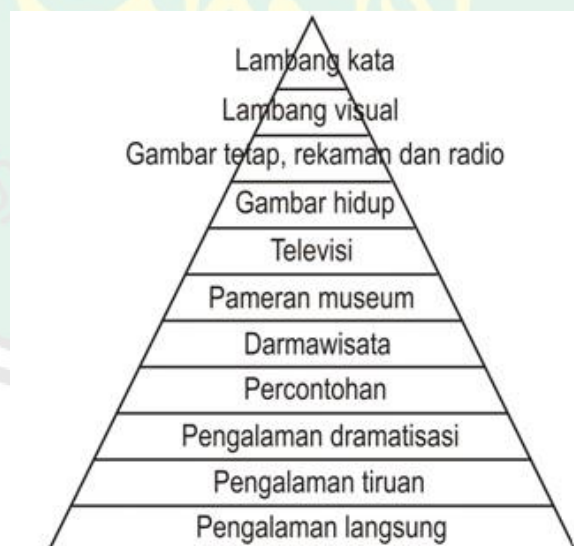 Lambang kata
Lambang visual
Gambar tetap, rekaman dan radio
Gambar hidup
Televisi
Pameran museum
Darmawisata
Percontohan
Pengalaman dramatisasi
Pengalaman tiruan
Pengalaman langsung